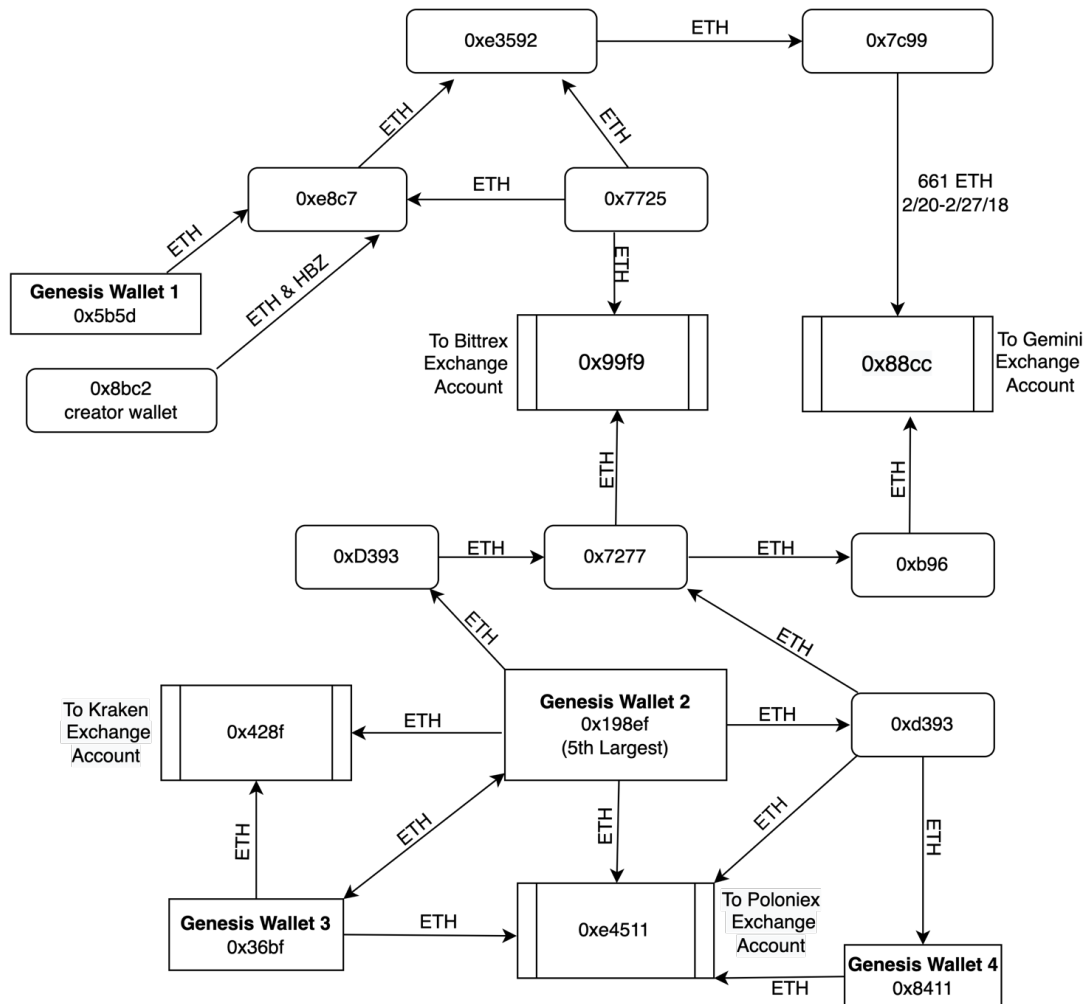 0xe3592
ETH
0x7c99
ETH
ETH
0xe8c7
ETH
0x7725
661 ETH
2/20-2/27/18
ETH
ETH & HBZ
ETH
Genesis Wallet 1
0x5b5d
To Bittrex
Exchange
Account
0x99f9
0x88cc
To Gemini
Exchange
Account
0x8bc2
creator wallet
ETH
ETH
0xD393
ETH
0x7277
ETH
0xb96
ETH
ETH
To Kraken
Exchange
Account
0x428f
ETH
Genesis Wallet 2
0x198ef
(5th Largest)
ETH
0xd393
ETH
ETH
ETH
ETH
ETH
Genesis Wallet 3
0x36bf
ETH
0xe4511
To Poloniex
Exchange
Account
Genesis Wallet 4
0x8411
ETH